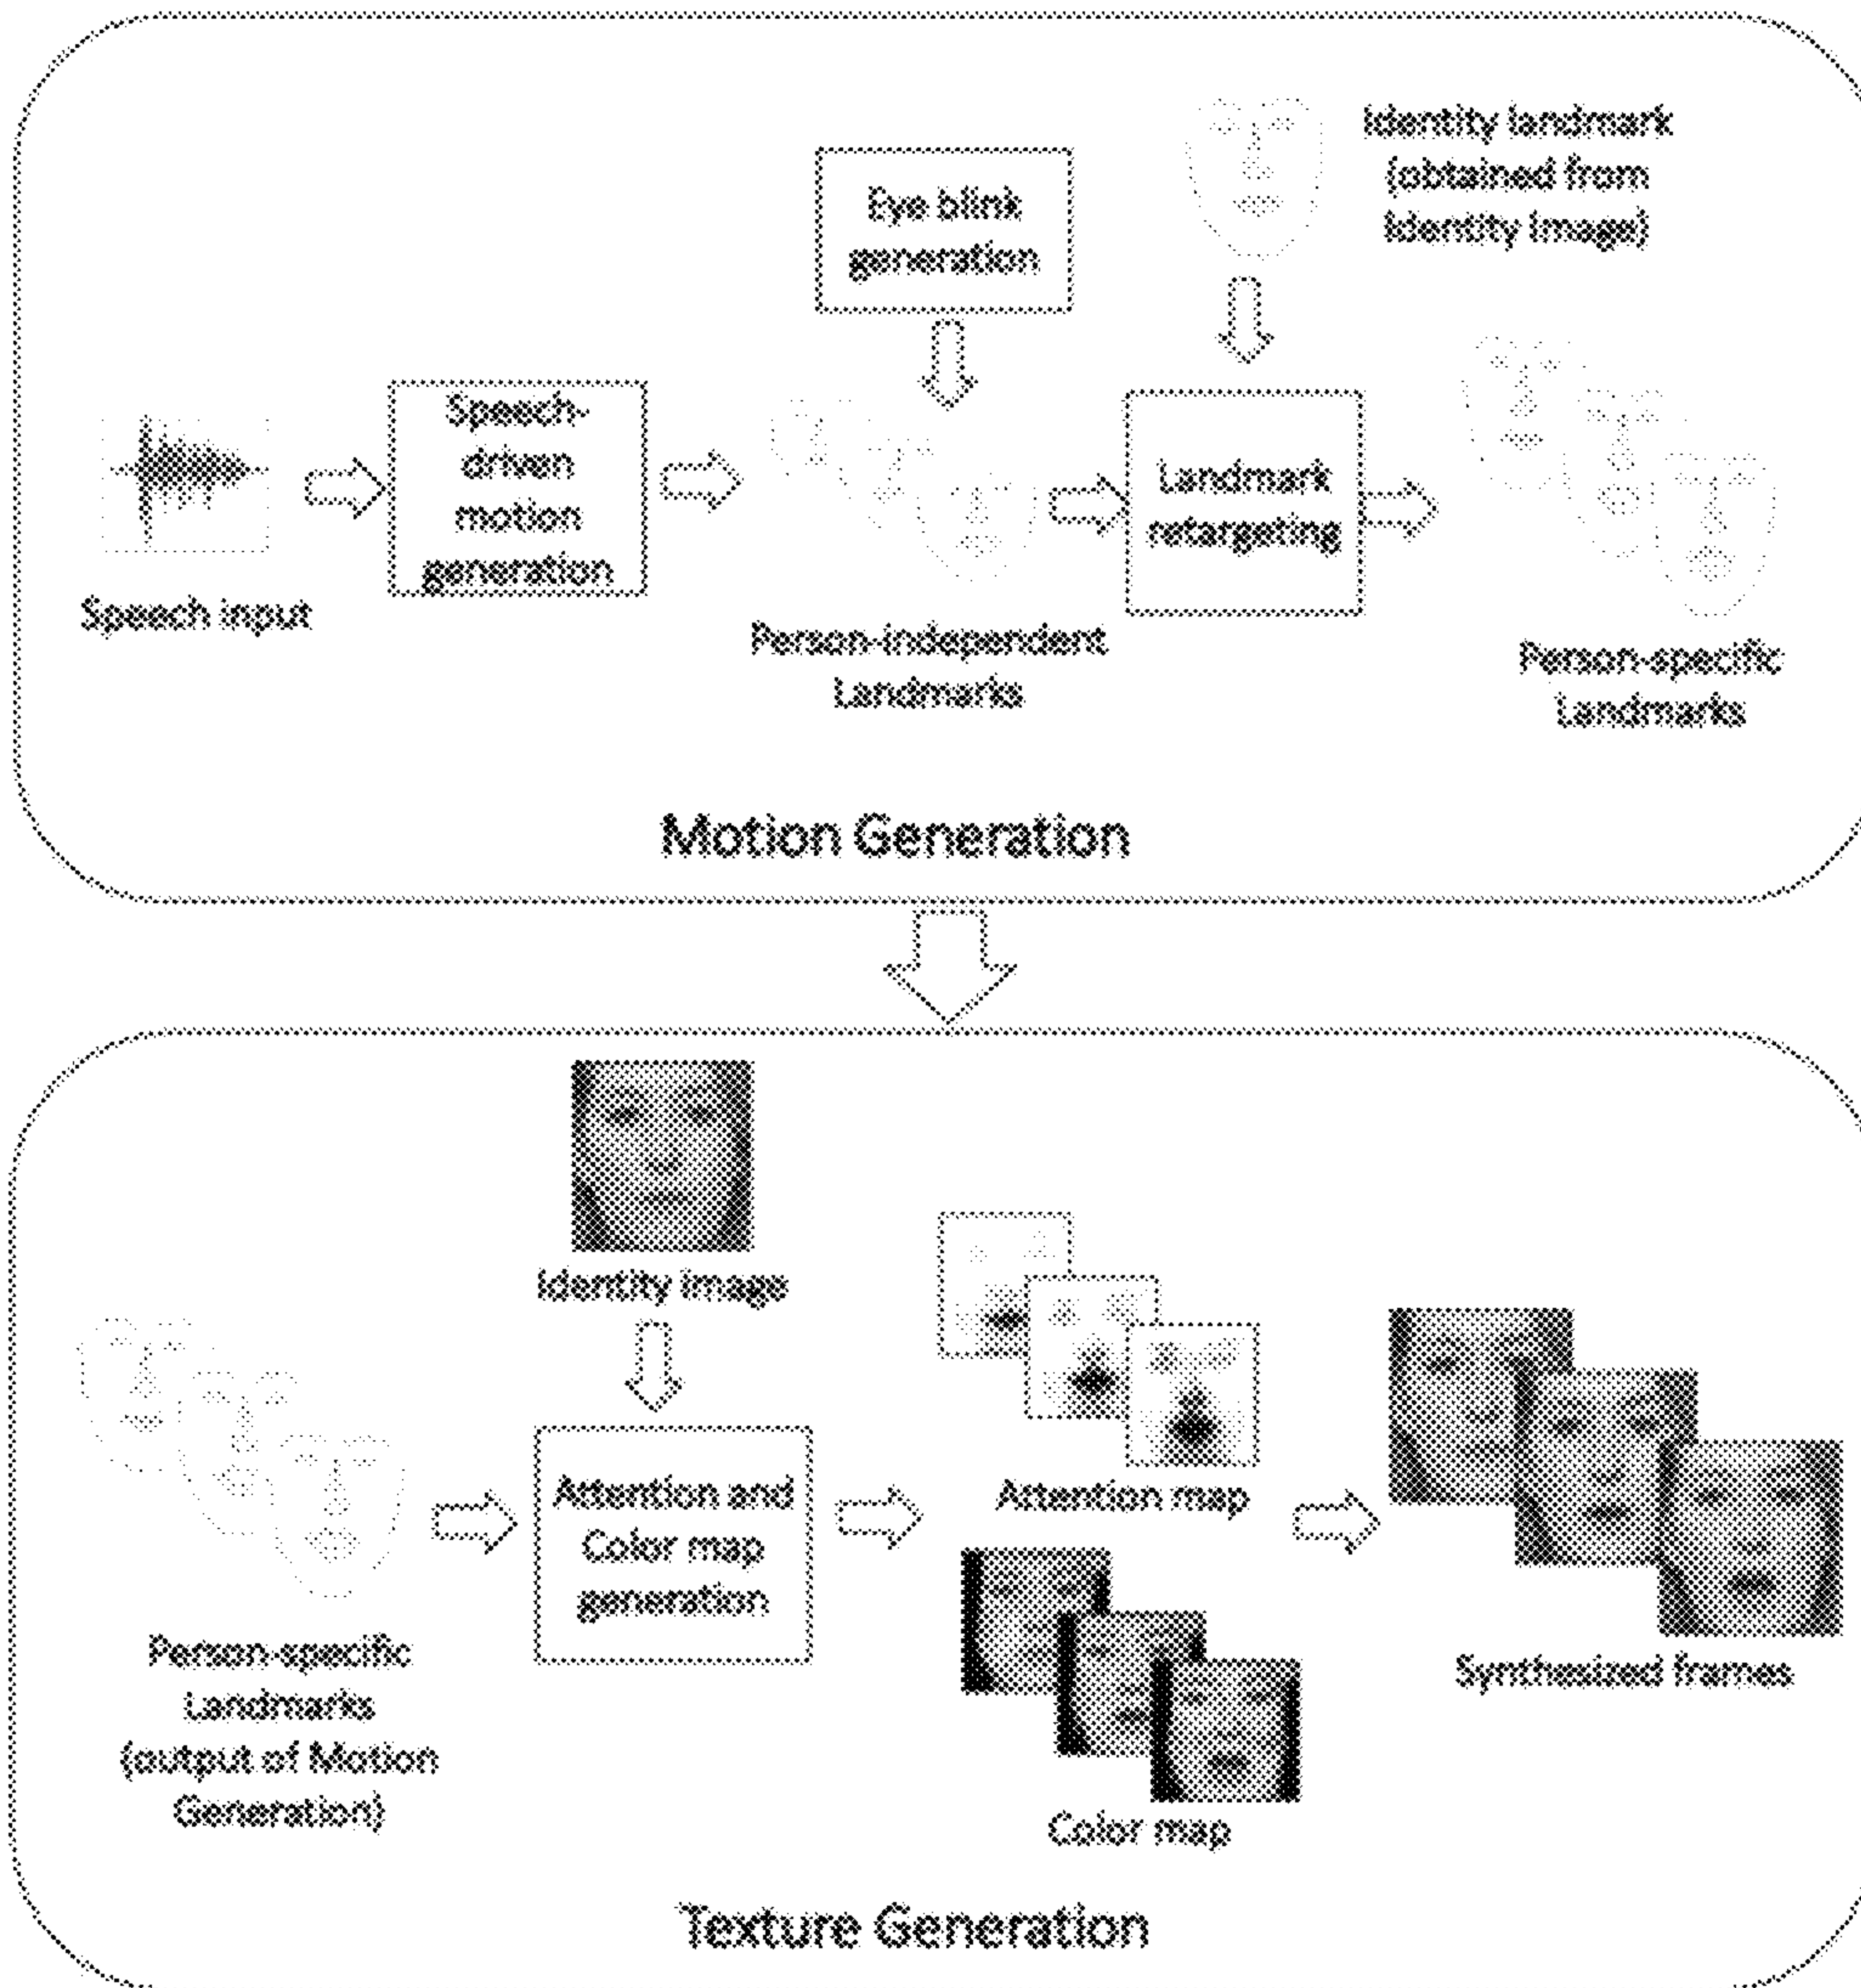 Identity landmark
(obtained from
Identity Image)
Eye blink
generation
Speech-
driven
motion
generation
Landmark
retargeting
Speech input
Person-independent
Landmarks
Person-specific
Landmarks
Motion Generation
Identity image
Attention and
Color map
generation
Attention map
Person-specific
Landmarks
(output of Motion
Generation)
Synthesized frames
Color map
Texture Generation